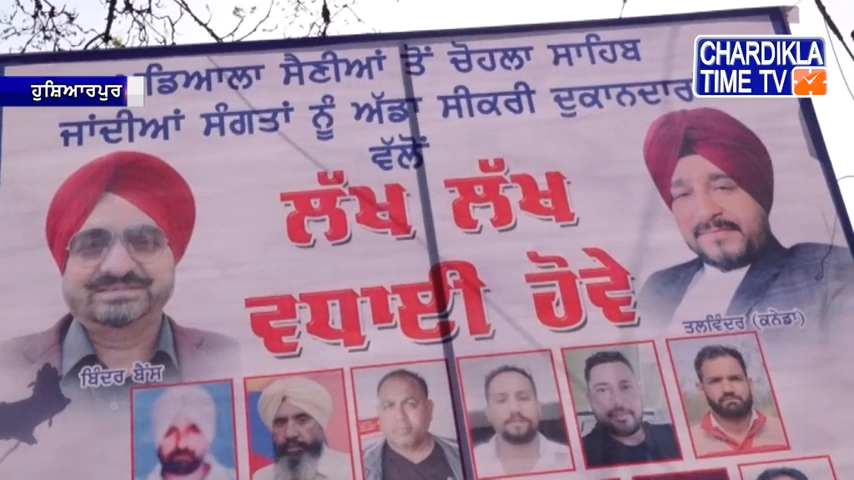 ਡਿਆਲਾ ਸੈਣੀਆਂ ਤੋਂ ਚੋਹਲਾ ਸਾਹਿਬ
ਜਾਂਦੀਆਂ ਸੰਗਤਾਂ ਨੂੰ ਅੱਡਾ ਸੀਕਰੀ ਦੁਕਾਨਦਾਰ
ਵੱਲੋਂ
ਲੱਖ ਲੱਖ
ਵਧਾਈ ਹੋਵੇ
ਬਿੰਦਰ ਬੈਂਸ
ਤਲਵਿੰਦਰ (ਕਨੇਡਾ)
ਹੁਸ਼ਿਆਰਪੁਰ
CHARDIKLA
TIME TV